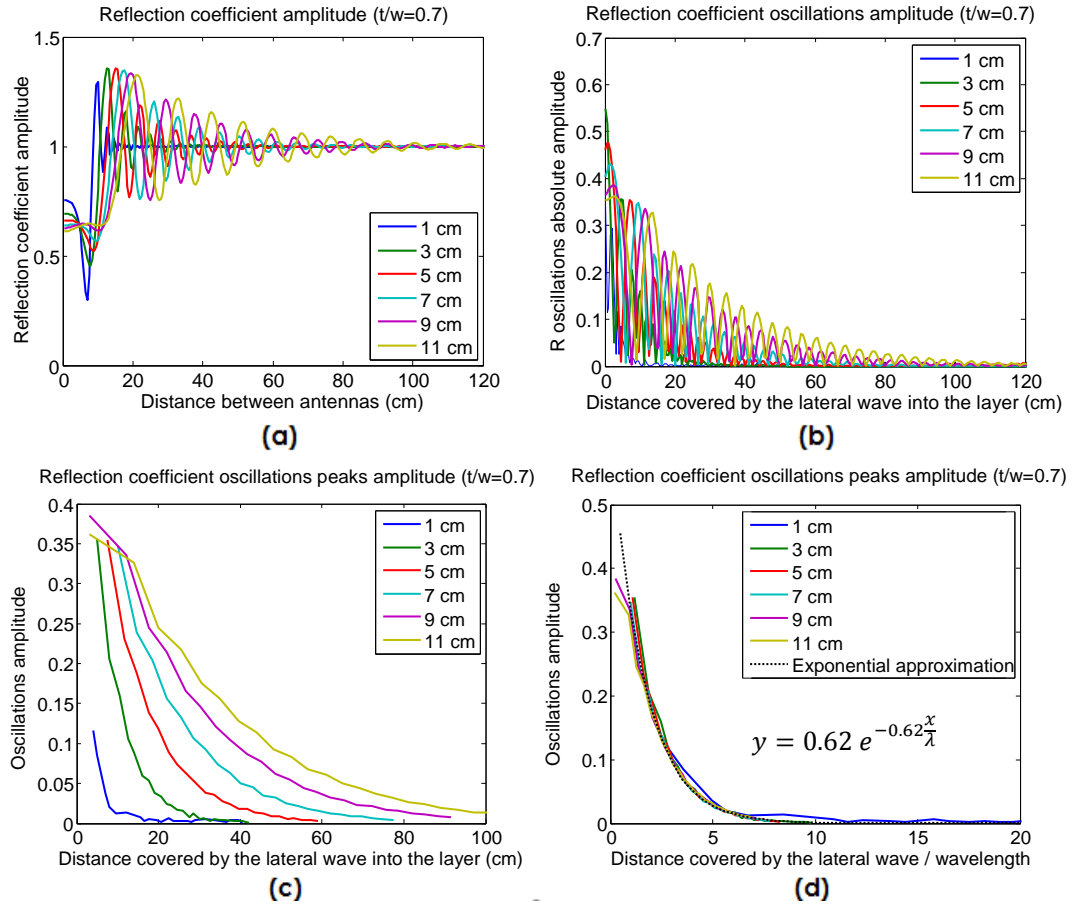 Reflection coefficient amplitude (t/w=0.7)
Reflection coefficient amplitude
1.5
1
0.5
0
0 20 40 60 80 100 120
1 cm
3 cm
5 cm
7 cm
9 cm
11 cm
Distance between antennas (cm)
(a)
Reflection coefficient oscillations amplitude (t/w=0.7)
R oscillations absolute amplitude
0.7
0.6
0.5
0.4
0.3
0.2
0.1
0
0 20 40 60 80 100 120
1 cm
3 cm
5 cm
7 cm
9 cm
11 cm
Distance covered by the lateral wave into the layer (cm)
(b)
Reflection coefficient oscillations peaks amplitude (t/w=0.7)
Oscillations amplitude
0.4
0.35
0.3
0.25
0.2
0.15
0.1
0.05
0
0 20 40 60 80 100
1 cm
3 cm
5 cm
7 cm
9 cm
11 cm
Distance covered by the lateral wave into the layer (cm)
(c)
Reflection coefficient oscillations peaks amplitude (t/w=0.7)
Oscillations amplitude
0.5
0.4
0.3
0.2
0.1
0
0 5 10 15 20
1 cm
3 cm
5 cm
7 cm
9 cm
11 cm
Exponential approximation
y = 0.62 e^{-0.62 x/λ}
Distance covered by the lateral wave / wavelength
(d)